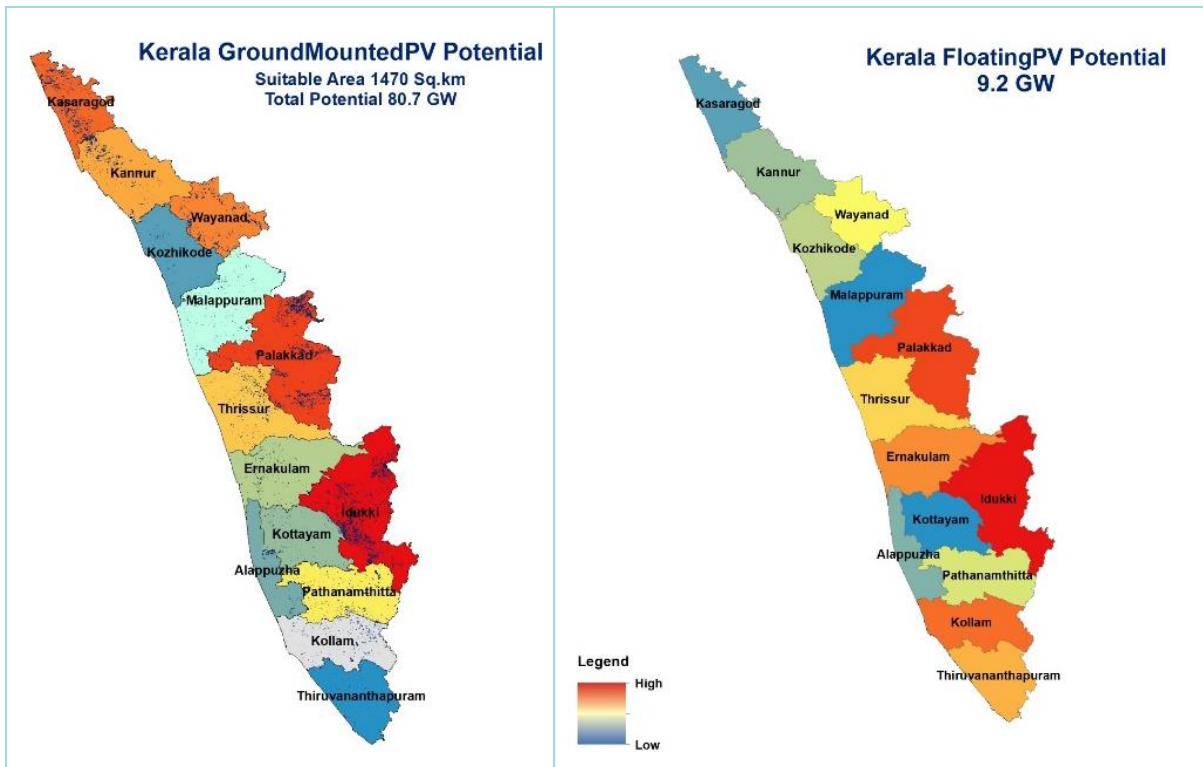 Kerala GroundMountedPV Potential
Suitable Area 1470 Sq.km
Total Potential 80.7 GW
Kasaragod
Kannur
Wayanad
Kozhikode
Malappuram
Palakkad
Thrissur
Ernakulam
Idukki
Kottayam
Alappuzha
Pathanamthitta
Kollam
Thiruvananthapuram
Kerala FloatingPV Potential
9.2 GW
Kasaragod
Kannur
Wayanad
Kozhikode
Malappuram
Palakkad
Thrissur
Ernakulam
Idukki
Kottayam
Alappuzha
Pathanamthitta
Kollam
Thiruvananthapuram
Legend
High
Low